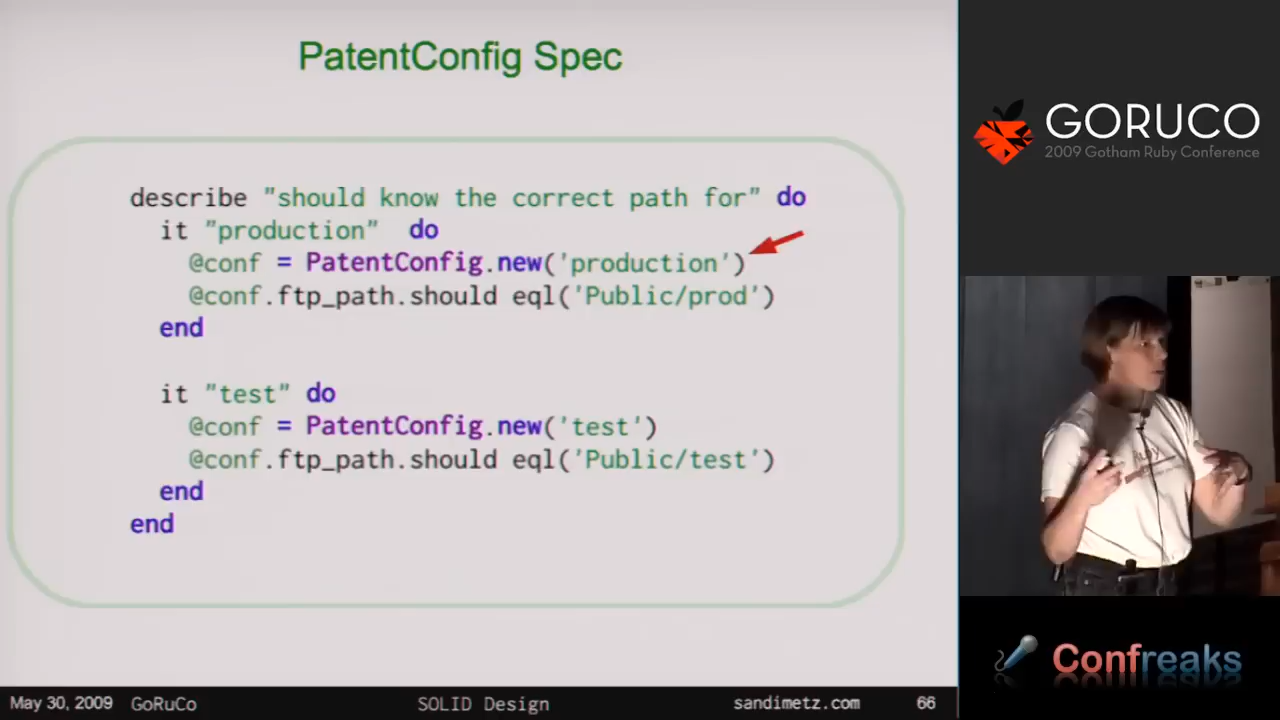 PatentConfig Spec
describe "should know the correct path for" do
it "production" do
@conf = PatentConfig.new('production')
@conf.ftp_path.should eql('Public/prod')
end
it "test" do
@conf = PatentConfig.new('test')
@conf.ftp_path.should eql('Public/test')
end
end
May 30, 2009 GoRuCo SOLID Design sandimetz.com 66
GORUCO
2009 Gotham Ruby Conference
Ruby
Confreaks